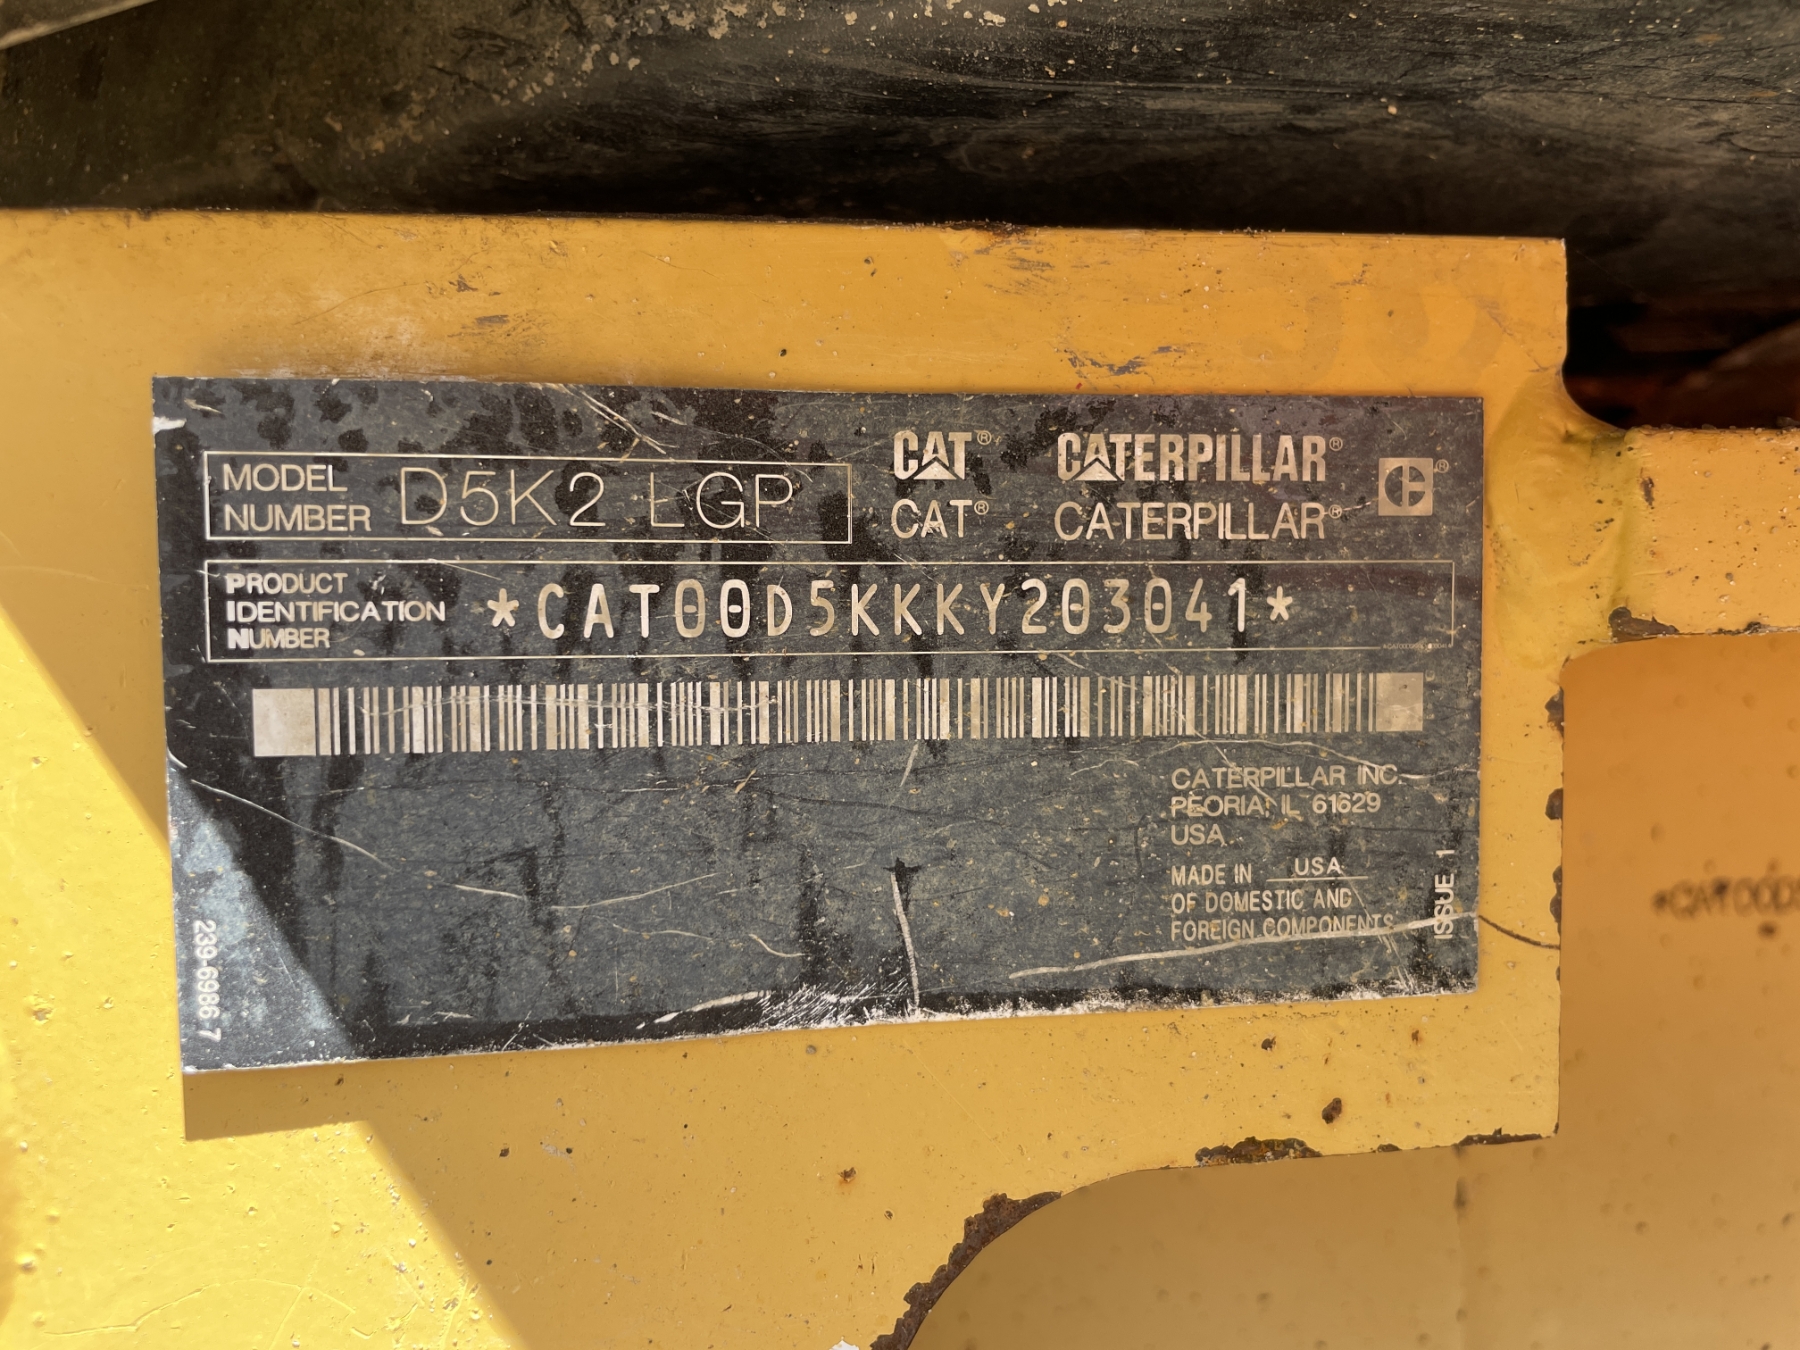 MODEL
NUMBER D5K2 LGP
CAT® CATERPILLAR®
CAT® CATERPILLAR®
PRODUCT
IDENTIFICATION
NUMBER
*CAT00D5KKKY203041*
CATERPILLAR INC.
PEORIA, IL 61629
USA
MADE IN USA
OF DOMESTIC AND
FOREIGN COMPONENTS
ISSUE 1
239-6986 7